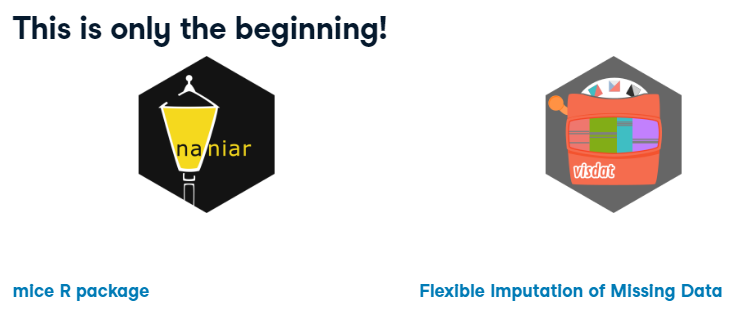 This is only the beginning!
naniar
visdat
mice R package
Flexible Imputation of Missing Data